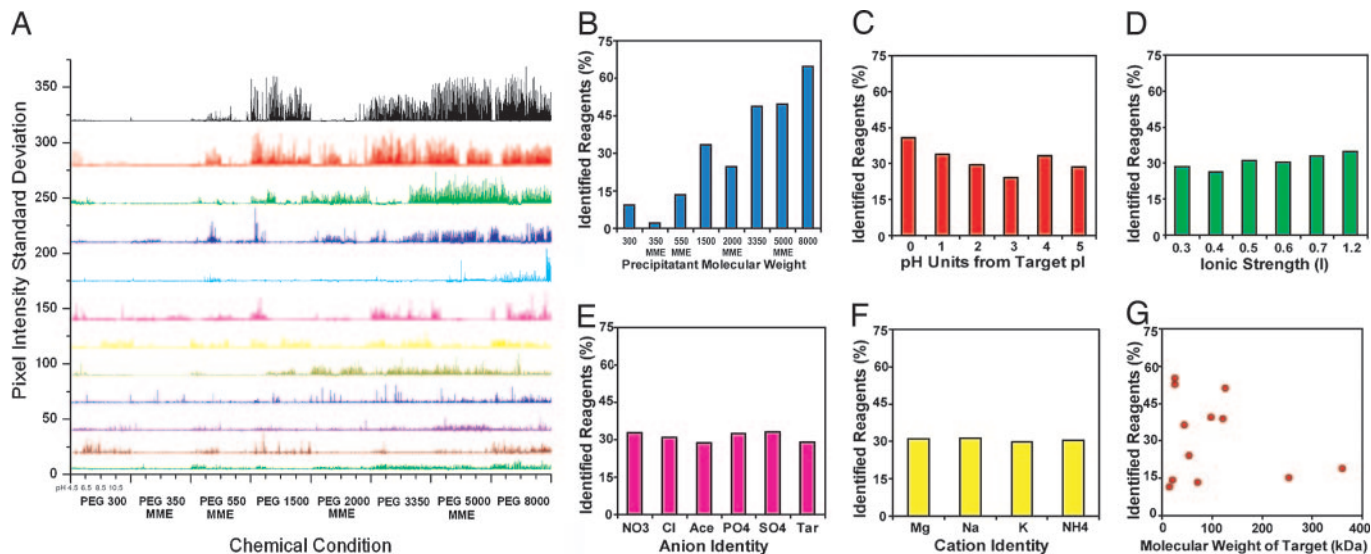 A
Pixel Intensity Standard Deviation
350
300
250
200
150
100
50
0
pH 4.5 6.5 8.5 10.5
PEG 300
PEG 350
MME
PEG 550
MME
PEG 1500
PEG 2000
MME
PEG 3350
PEG 5000
MME
PEG 8000
Chemical Condition
B
Identified Reagents (%)
75
60
45
30
15
0
300
350
MME
550
MME
1500
2000
MME
3350
5000
MME
8000
Precipitant Molecular Weight
C
Identified Reagents (%)
75
60
45
30
15
0
0 1 2 3 4 5
pH Units from Target pI
D
Identified Reagents (%)
75
60
45
30
15
0
0.3 0.4 0.5 0.6 0.7 1.2
Ionic Strength (I)
E
Identified Reagents (%)
75
60
45
30
15
0
NO3 Cl Ace PO4 SO4 Tar
Anion Identity
F
Identified Reagents (%)
75
60
45
30
15
0
Mg Na K NH4
Cation Identity
G
Identified Reagents (%)
75
60
45
30
15
0
0 100 200 300 400
Molecular Weight of Target (kDa)